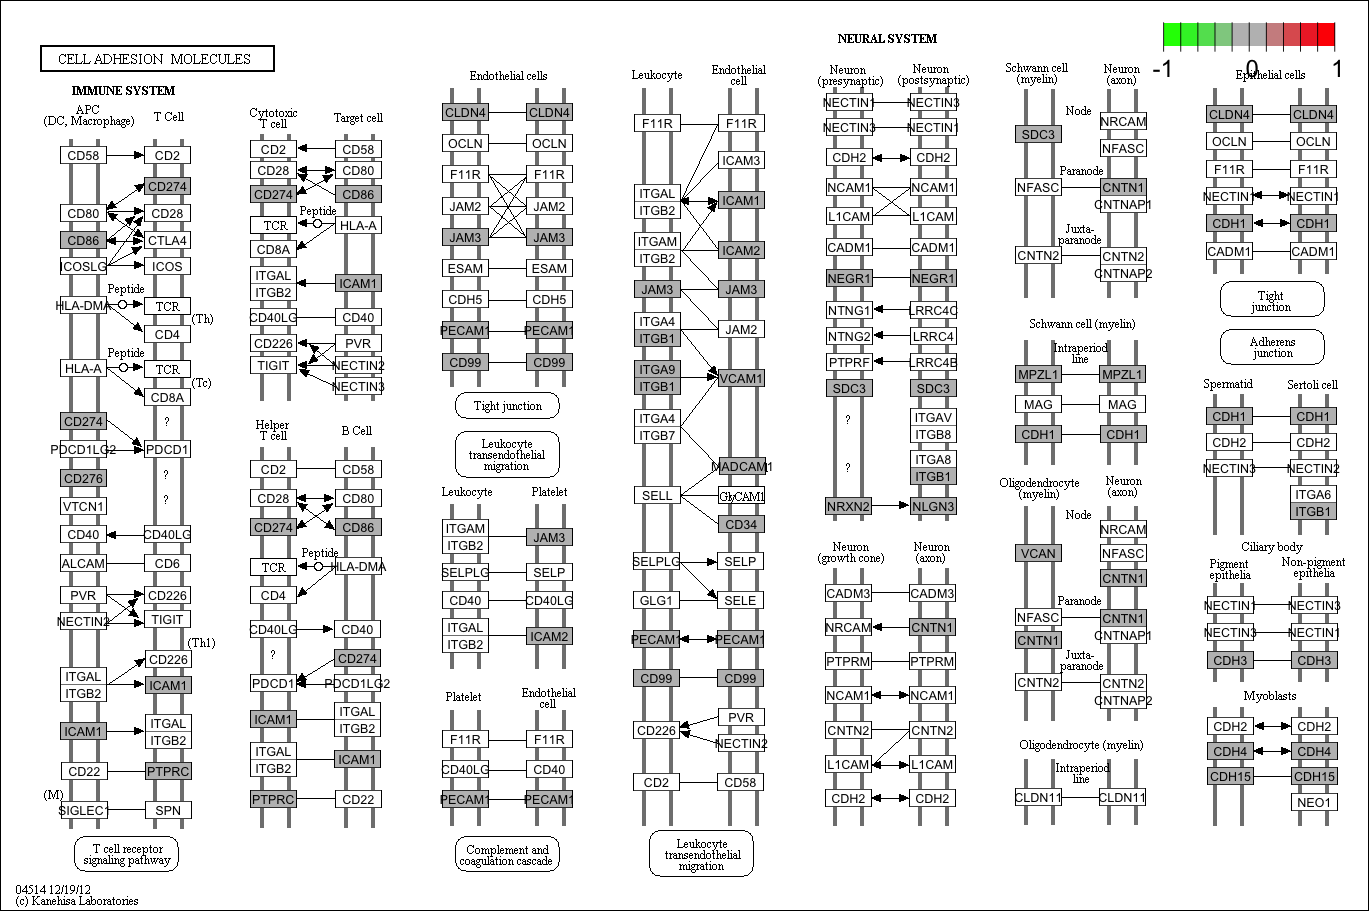 CELL ADHESION MOLECULES
IMMUNE SYSTEM
APC
(DC, Macrophage)
T Cell
CD58
CD2
CD274
CD80
CD28
CD86
CTLA4
ICOSLG
ICOS
Peptide
HLA-DMA
TCR
(Th)
CD4
Peptide
HLA-A
TCR
(Tc)
CD8A
CD274
?
PDCD1LG2
PDCD1
CD276
?
VTCN1
?
CD40
CD40LG
ALCAM
CD6
PVR
CD226
NECTIN2
TIGIT
(Th1)
CD226
ITGAL
ITGB2
ICAM1
ICAM1
ITGAL
ITGB2
CD22
PTPRC
(M)
SIGLEC1
SPN
T cell receptor
signaling pathway
04514 12/19/12
(c) Kanehisa Laboratories
Cytotoxic
T cell
Target cell
CD2
CD58
CD28
CD80
CD274
CD86
Peptide
TCR
HLA-A
CD8A
ITGAL
ITGB2
ICAM1
CD40LG
CD40
CD226
PVR
TIGIT
NECTIN2
NECTIN3
Helper
T cell
B Cell
CD2
CD58
CD28
CD80
CD274
CD86
Peptide
TCR
HLA-DMA
CD4
CD40LG
CD40
?
CD274
PDCD1
PDCD1LG2
ICAM1
ITGAL
ITGB2
ITGAL
ITGB2
ICAM1
PTPRC
CD22
Endothelial cells
CLDN4
CLDN4
OCLN
OCLN
F11R
F11R
JAM2
JAM2
JAM3
JAM3
ESAM
ESAM
CDH5
CDH5
PECAM1
PECAM1
CD99
CD99
Tight junction
Leukocyte
transendothelial
migration
Leukocyte
Platelet
ITGAM
ITGB2
JAM3
SELPLG
SELP
CD40
CD40LG
ITGAL
ITGB2
ICAM2
Platelet
Endothelial
cell
F11R
F11R
CD40LG
CD40
PECAM1
PECAM1
Complement and
coagulation cascade
Leukocyte
Endothelial
cell
F11R
F11R
ICAM3
ITGAL
ITGB2
ICAM1
ITGAM
ITGB2
ICAM2
JAM3
JAM3
ITGA4
ITGB1
JAM2
ITGA9
ITGB1
VCAM1
ITGA4
ITGB7
MADCAM1
SELL
GlyCAM1
CD34
SELPLG
SELP
GLG1
SELE
PECAM1
PECAM1
CD99
CD99
PVR
CD226
NECTIN2
CD2
CD58
Leukocyte
transendothelial
migration
NEURAL SYSTEM
Neuron
(presynaptic)
Neuron
(postsynaptic)
NECTIN1
NECTIN3
NECTIN3
NECTIN1
CDH2
CDH2
NCAM1
NCAM1
L1CAM
L1CAM
CADM1
CADM1
NEGR1
NEGR1
NTNG1
LRRC4C
NTNG2
LRRC4
PTPRF
LRRC4B
SDC3
SDC3
?
ITGAV
ITGB8
?
ITGA8
ITGB1
NRXN2
NLGN3
Neuron
(growth cone)
Neuron
(axon)
CADM3
CADM3
NRCAM
CNTN1
PTPRM
PTPRM
NCAM1
NCAM1
CNTN2
CNTN2
L1CAM
L1CAM
CDH2
CDH2
Schwann cell
(myelin)
Neuron
(axon)
Node
SDC3
NRCAM
NFASC
Paranode
NFASC
CNTN1
CNTNAP1
Juxta-
paranode
CNTN2
CNTN2
CNTNAP2
Schwann cell (myelin)
Intraperiod
line
MPZL1
MPZL1
MAG
MAG
CDH1
CDH1
Oligodendrocyte
(myelin)
Neuron
(axon)
Node
NRCAM
VCAN
NFASC
CNTN1
Paranode
NFASC
CNTN1
CNTN1
CNTNAP1
Juxta-
paranode
CNTN2
CNTN2
CNTNAP2
Oligodendrocyte (myelin)
Intraperiod
line
CLDN11
CLDN11
-1
0
1
Epithelial cells
CLDN4
CLDN4
OCLN
OCLN
F11R
F11R
NECTIN1
NECTIN1
CDH1
CDH1
CADM1
CADM1
Tight
junction
Adherens
junction
Spermatid
Sertoli cell
CDH1
CDH1
CDH2
CDH2
NECTIN3
NECTIN2
ITGA6
ITGB1
Ciliary body
Pigment
epithelia
Non-pigment
epithelia
NECTIN1
NECTIN3
NECTIN3
NECTIN1
CDH3
CDH3
Myoblasts
CDH2
CDH2
CDH4
CDH4
CDH15
CDH15
NEO1